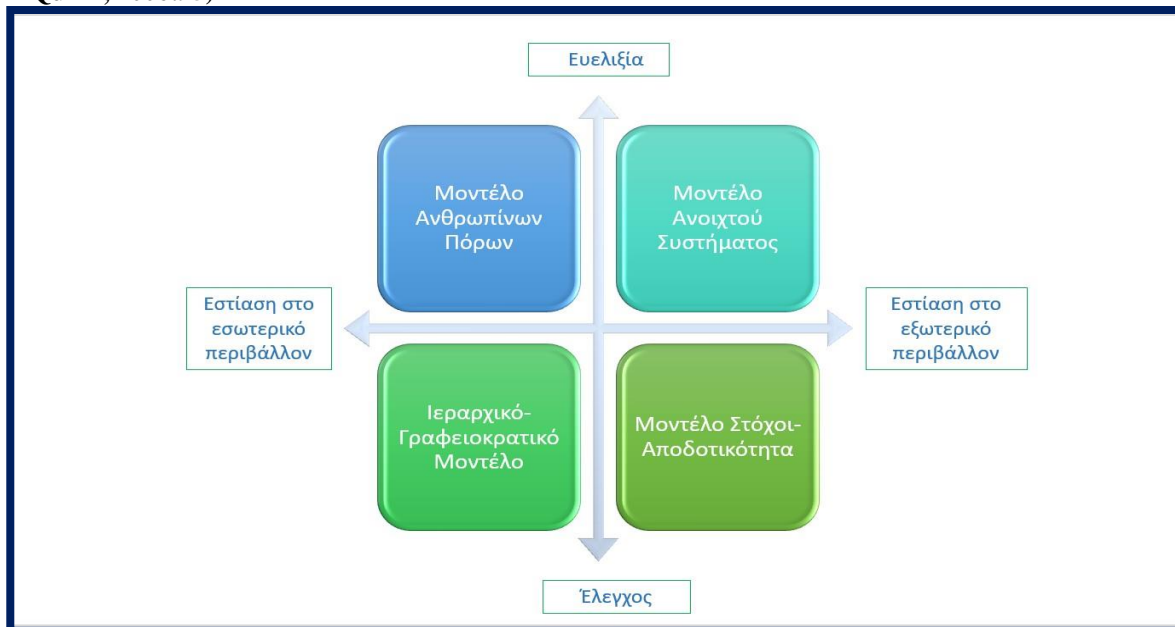 Ευελιξία
Μοντέλο
Ανθρωπίνων
Πόρων
Μοντέλο
Ανοιχτού
Συστήματος
Εστίαση στο
εσωτερικό
περιβάλλον
Εστίαση στο
εξωτερικό
περιβάλλον
Ιεραρχικό-
Γραφειοκρατικό
Μοντέλο
Μοντέλο Στόχοι-
Αποδοτικότητα
Έλεγχος